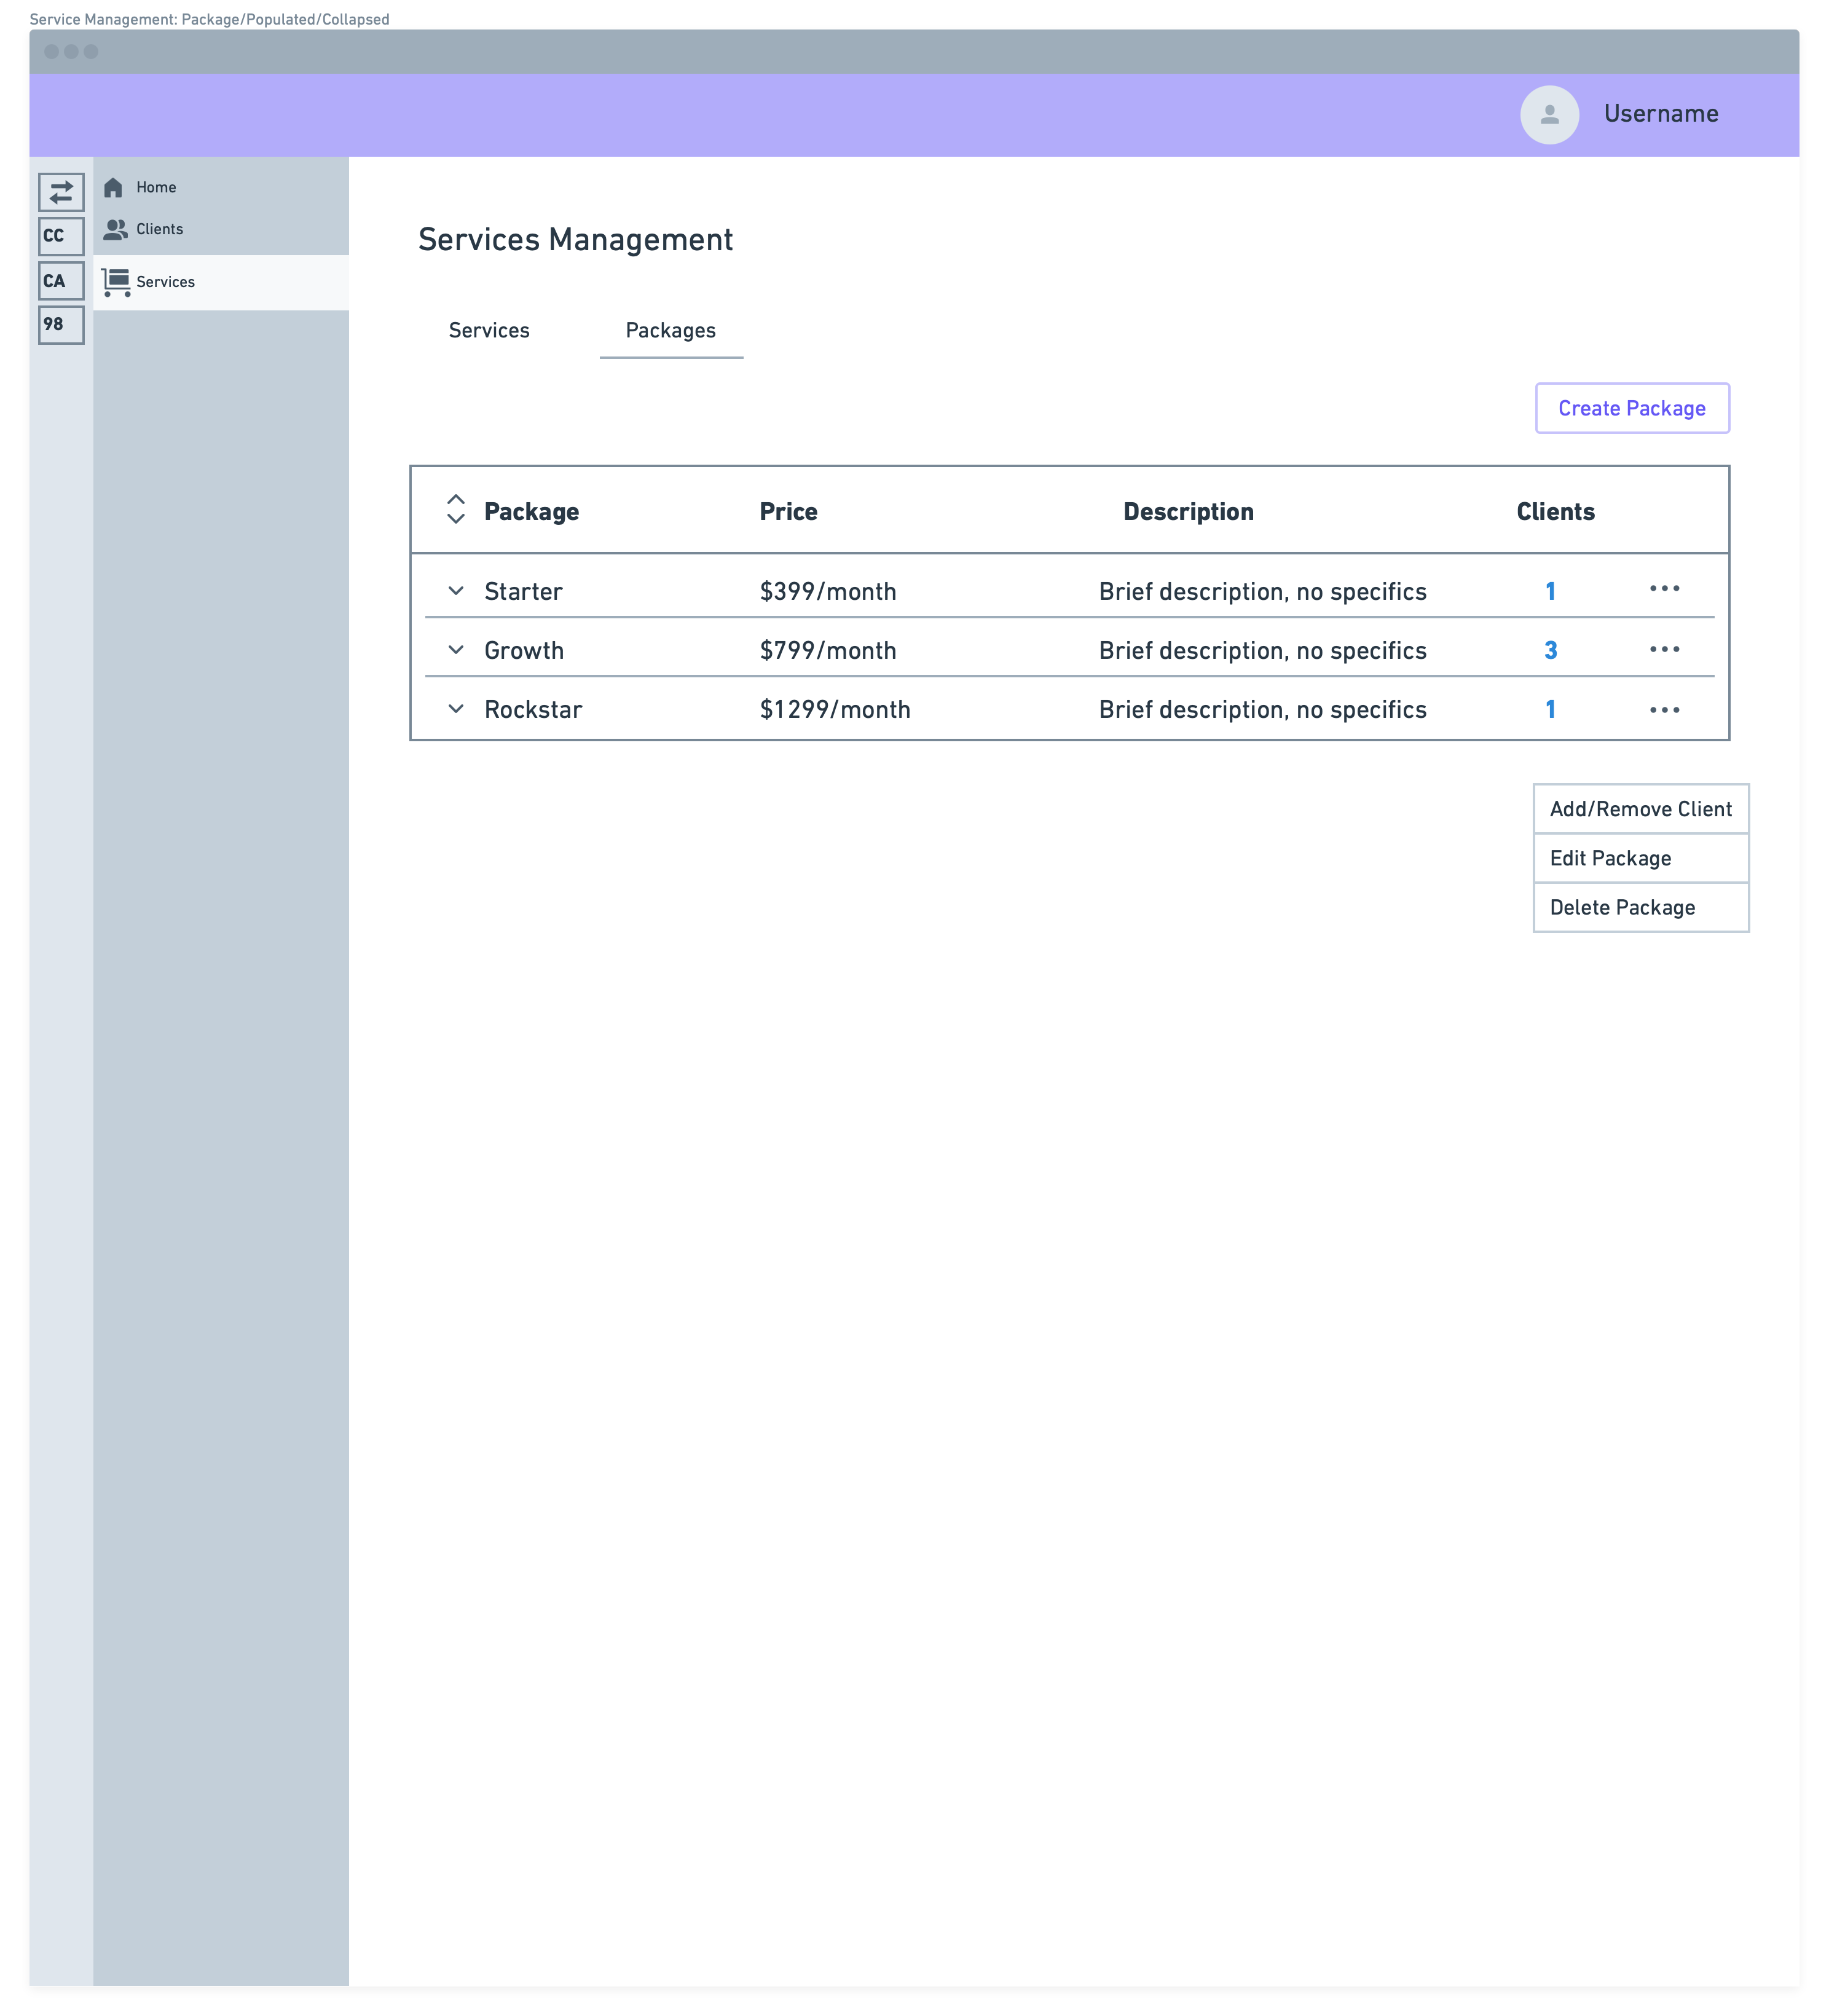 Service Management: Package/Populated/Collapsed
Username
CC
CA
98
Home
Clients
Services
Services Management
Services Packages
Create Package
Package Price Description Clients
Starter $399/month Brief description, no specifics 1
Growth $799/month Brief description, no specifics 3
Rockstar $1299/month Brief description, no specifics 1
Add/Remove Client
Edit Package
Delete Package